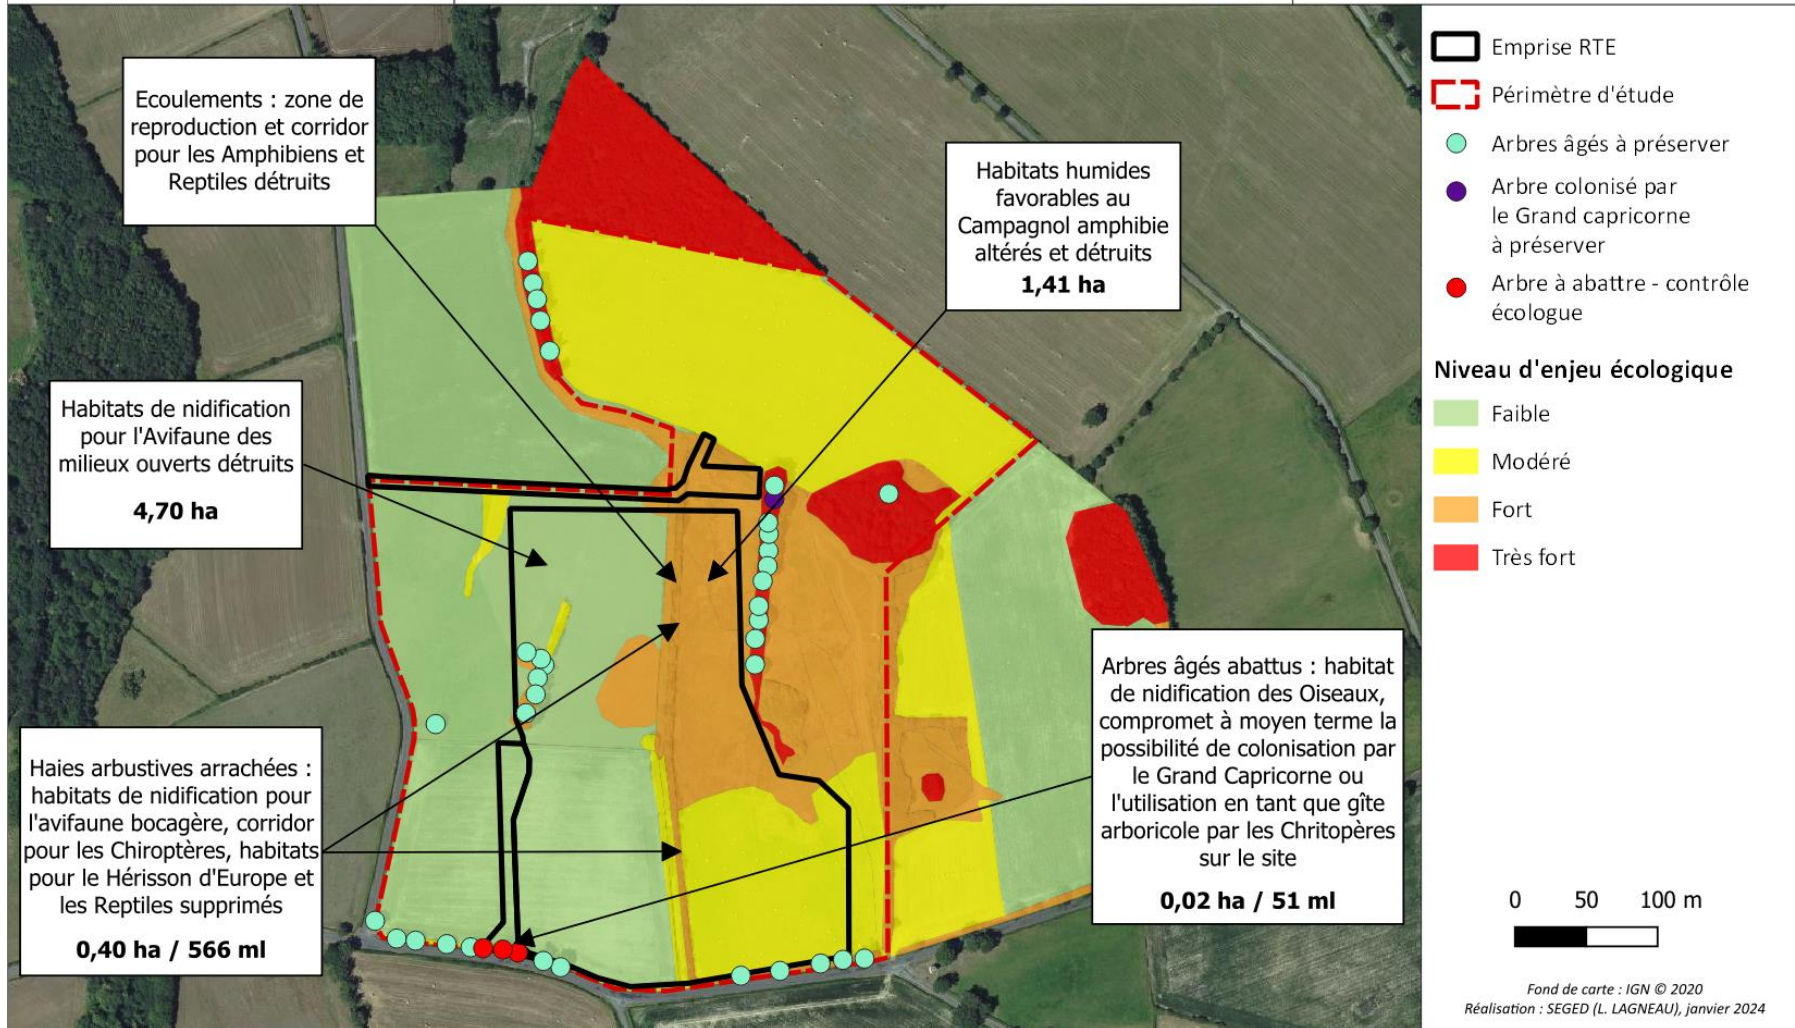 Ecoulements : zone de
reproduction et corridor
pour les Amphibiens et
Reptiles détruits
Habitats humides
favorables au
Campagnol amphibie
altérés et détruits
1,41 ha
Habitats de nidification
pour l'Avifaune des
milieux ouverts détruits
4,70 ha
Haies arbustives arrachées :
habitats de nidification pour
l'avifaune bocagère, corridor
pour les Chiroptères, habitats
pour le Hérisson d'Europe et
les Reptiles supprimés
0,40 ha / 566 ml
Arbres âgés abattus : habitat
de nidification des Oiseaux,
compromet à moyen terme la
possibilité de colonisation par
le Grand Capricorne ou
l'utilisation en tant que gîte
arboricole par les Chritopères
sur le site
0,02 ha / 51 ml
Emprise RTE
Périmètre d'étude
Arbres âgés à préserver
Arbre colonisé par
le Grand capricorne
à préserver
Arbre à abattre - contrôle
écologue
Niveau d'enjeu écologique
Faible
Modéré
Fort
Très fort
0 50 100 m
Fond de carte : IGN © 2020
Réalisation : SEGED (L. LAGNEAU), janvier 2024